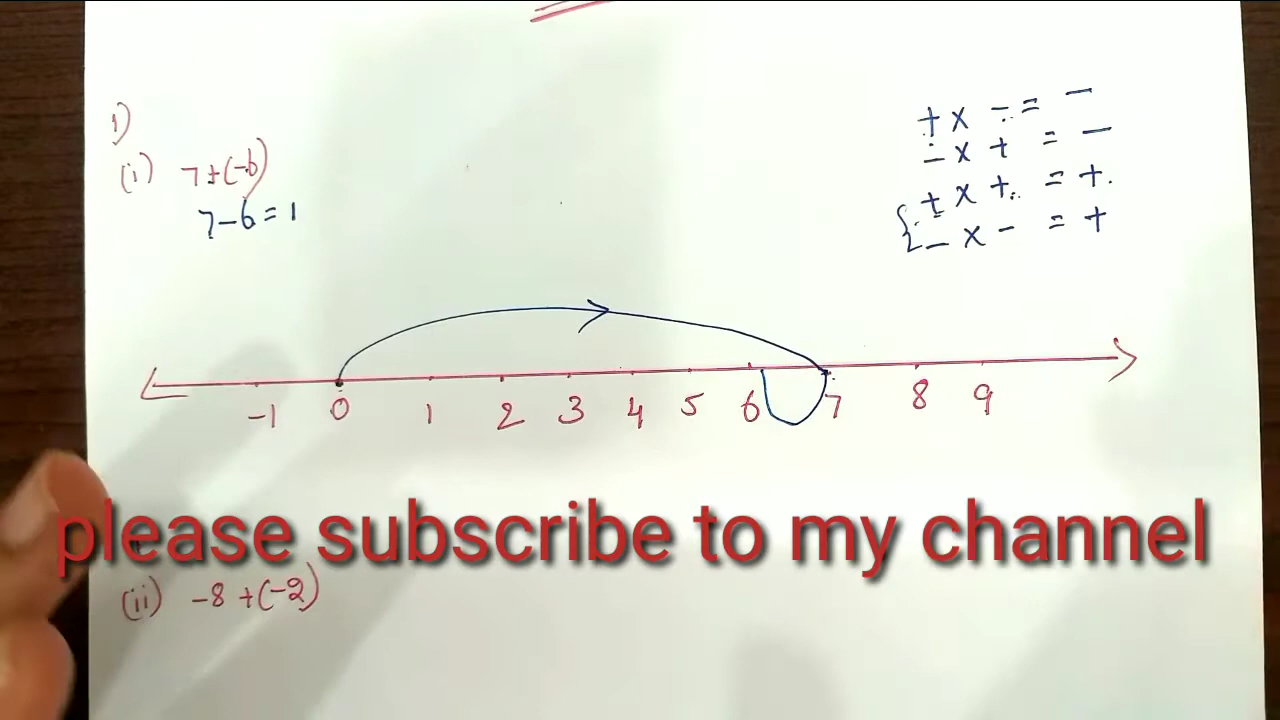 1)
(i) 7+(-6)
7-6=1
+ x - = -
- x + = -
+ x + = +
{ - x - = +
-1 0 1 2 3 4 5 6 7 8 9
please subscribe to my channel
(ii) -8 +(-2)